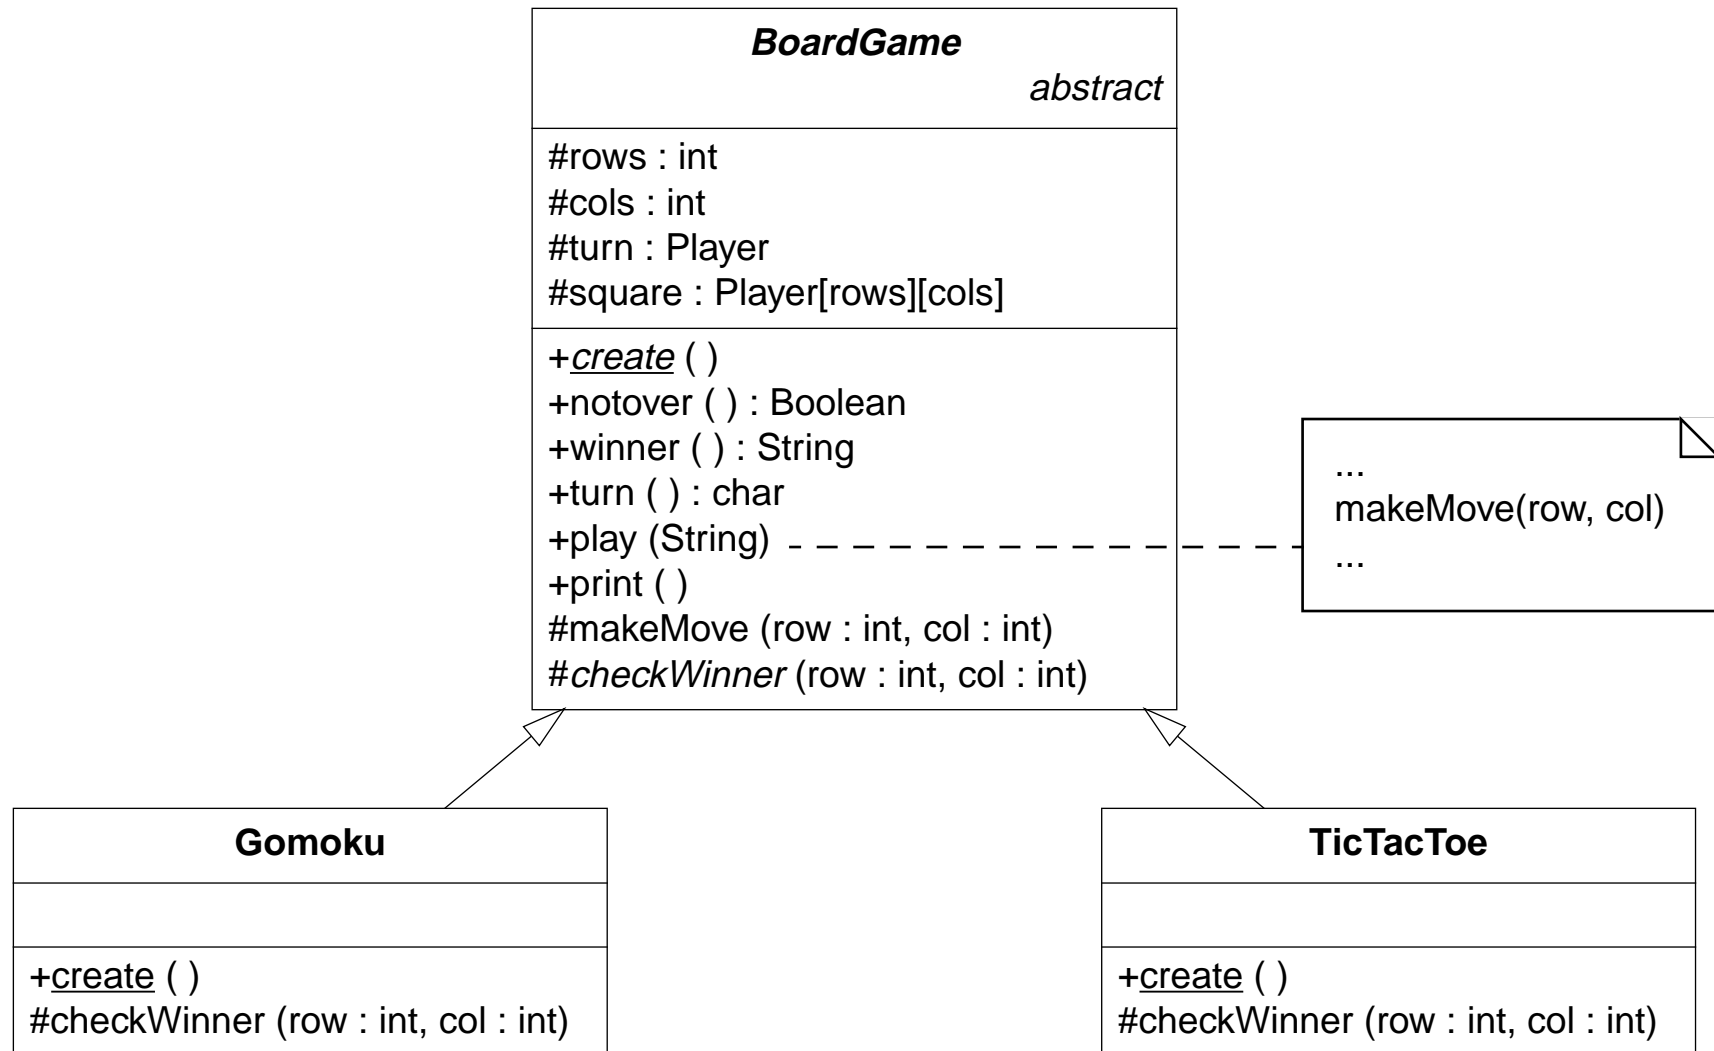 BoardGame
abstract
#rows : int
#cols : int
#turn : Player
#square : Player[rows][cols]
+create ( )
+notover ( ) : Boolean
+winner ( ) : String
+turn ( ) : char
+play (String)
+print ( )
#makeMove (row : int, col : int)
#checkWinner (row : int, col : int)
...
makeMove(row, col)
...
Gomoku
+create ( )
#checkWinner (row : int, col : int)
TicTacToe
+create ( )
#checkWinner (row : int, col : int)